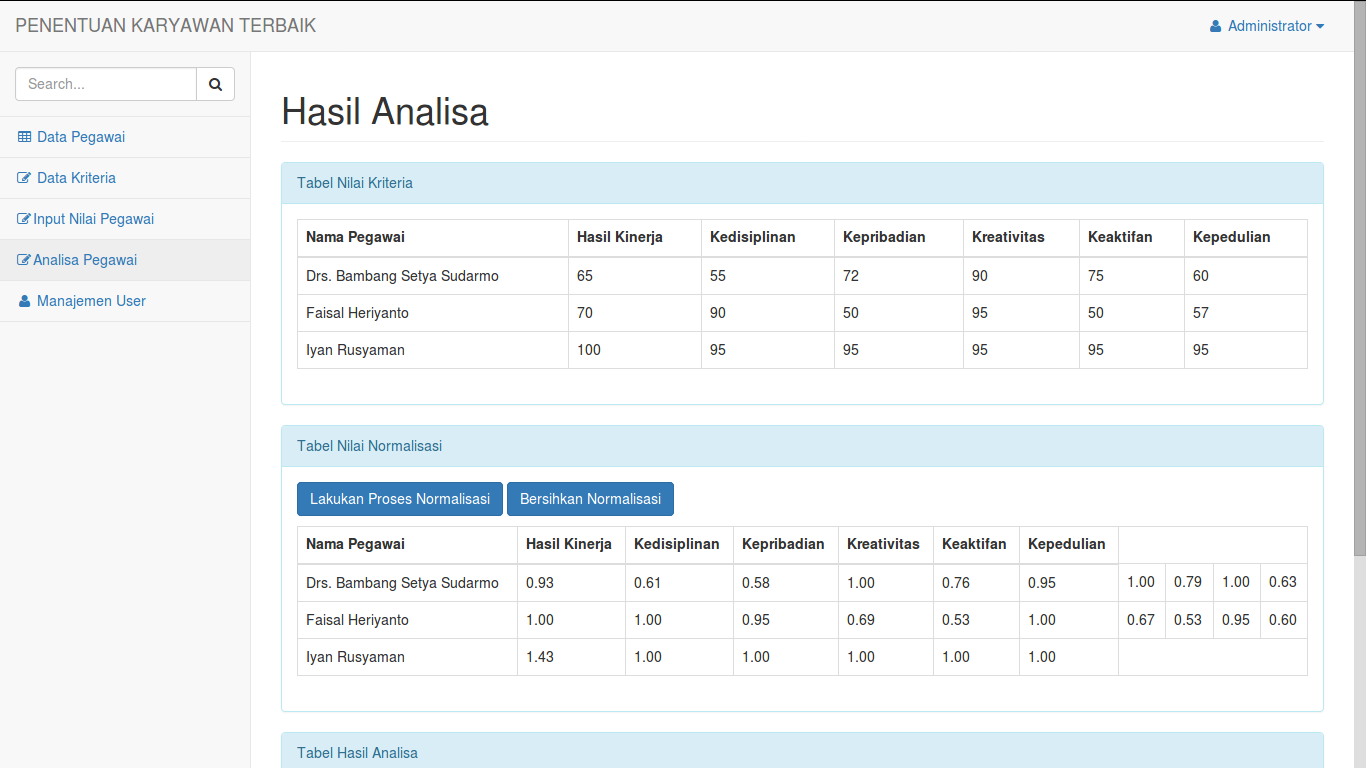 PENENTUAN KARYAWAN TERBAIK
Administrator
Search...
Data Pegawai
Data Kriteria
Input Nilai Pegawai
Analisa Pegawai
Manajemen User
Hasil Analisa
Tabel Nilai Kriteria
Nama Pegawai Hasil Kinerja Kedisiplinan Kepribadian Kreativitas Keaktifan Kepedulian
Drs. Bambang Setya Sudarmo 65 55 72 90 75 60
Faisal Heriyanto 70 90 50 95 50 57
Iyan Rusyaman 100 95 95 95 95 95
Tabel Nilai Normalisasi
Lakukan Proses Normalisasi Bersihkan Normalisasi
Nama Pegawai Hasil Kinerja Kedisiplinan Kepribadian Kreativitas Keaktifan Kepedulian
Drs. Bambang Setya Sudarmo 0.93 0.61 0.58 1.00 0.76 0.95 1.00 0.79 1.00 0.63
Faisal Heriyanto 1.00 1.00 0.95 0.69 0.53 1.00 0.67 0.53 0.95 0.60
Iyan Rusyaman 1.43 1.00 1.00 1.00 1.00 1.00
Tabel Hasil Analisa